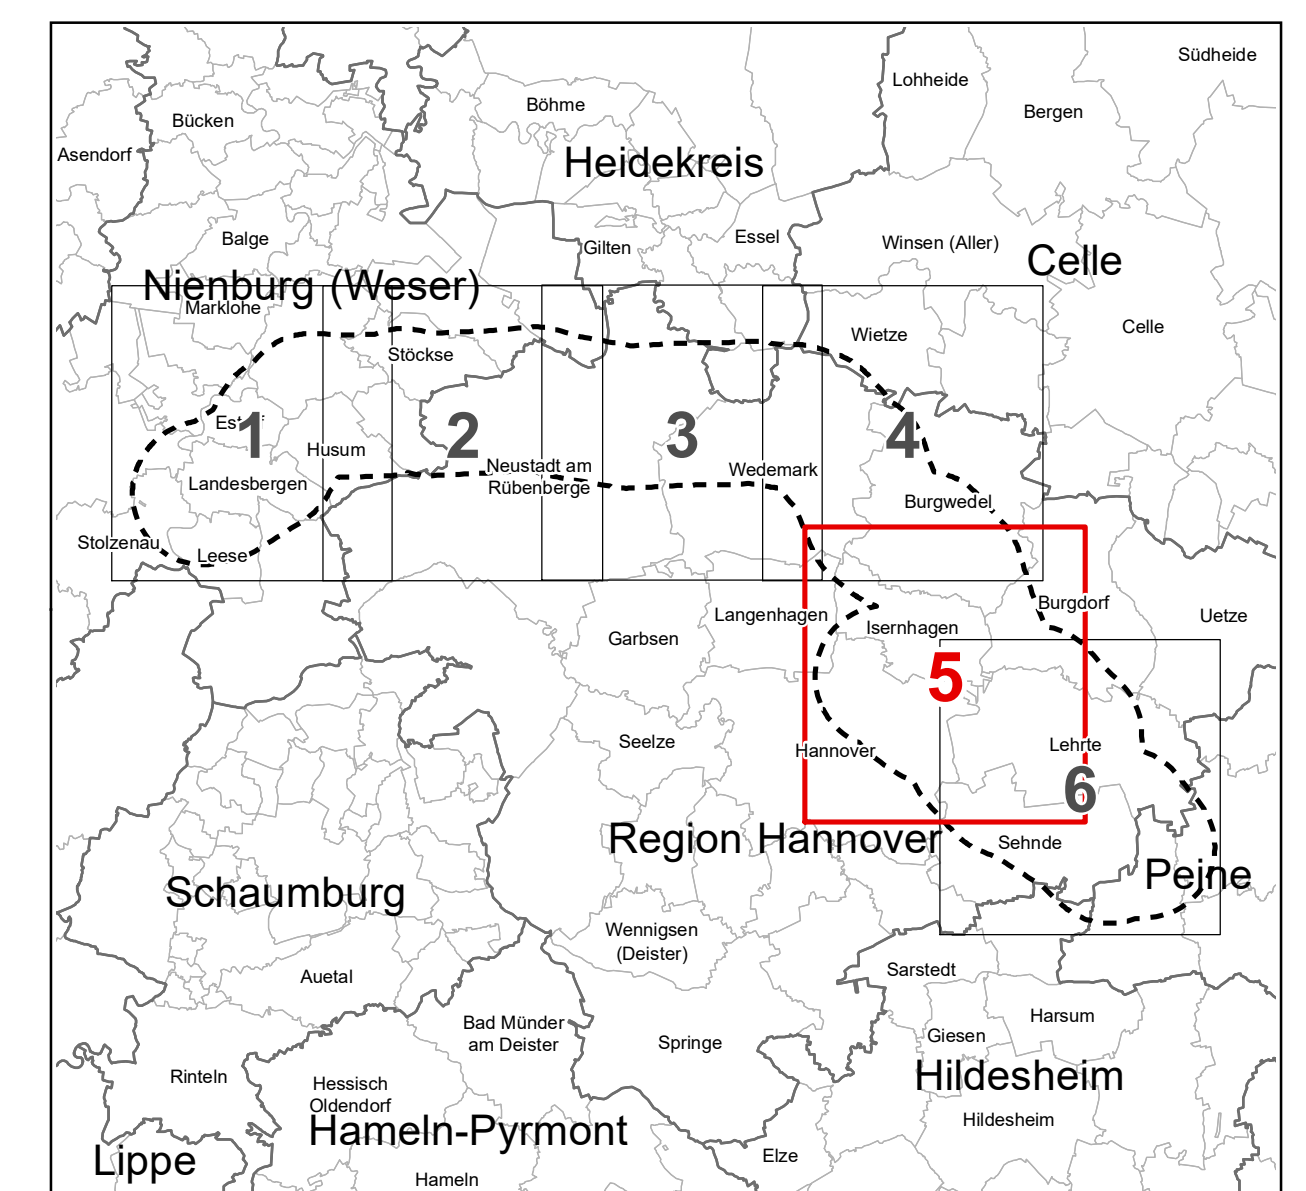 Südheide
Lohheide
Böhme
Bergen
Bücken
Asendorf
Heidekreis
Balge
Gilten
Essel
Winsen (Aller)
Celle
Nienburg (Weser)
Marklohe
Celle
Wietze
Stöckse
1
2
3
4
Husum
Neustadt am
Rübenberge
Wedemark
Landesbergen
Burgwedel
Stolzenau
Leese
Langenhagen
Burgdorf
Uetze
Isernhagen
Garbsen
5
Seelze
Hannover
Lehrte
6
Region Hannover
Sehnde
Peine
Schaumburg
Wennigsen
(Deister)
Auetal
Sarstedt
Bad Münder
am Deister
Springe
Harsum
Giesen
Rinteln
Hessisch
Oldendorf
Hildesheim
Hildesheim
Hameln-Pyrmont
Lippe
Elze
Hameln